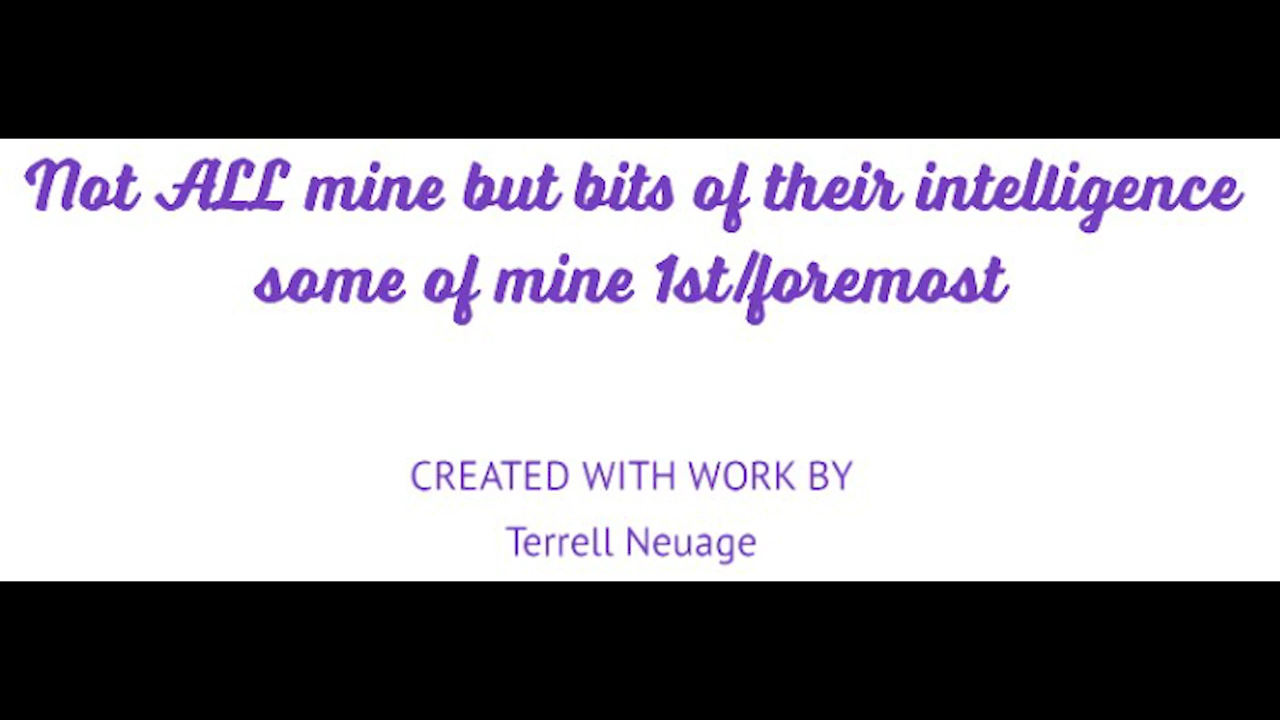 Not ALL mine but bits of their intelligence
some of mine 1st/foremost
CREATED WITH WORK BY
Terrell Neuage